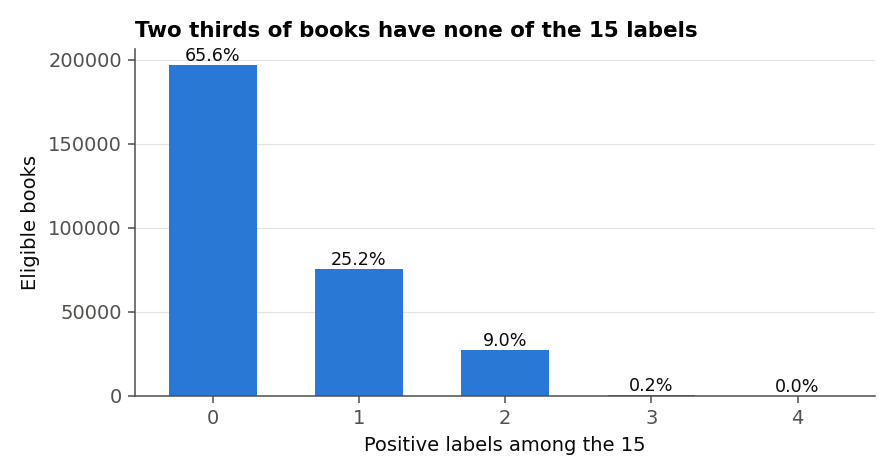 Two thirds of books have none of the 15 labels
200000
150000
100000
50000
0
Eligible books
65.6%
25.2%
9.0%
0.2%
0.0%
0 1 2 3 4
Positive labels among the 15